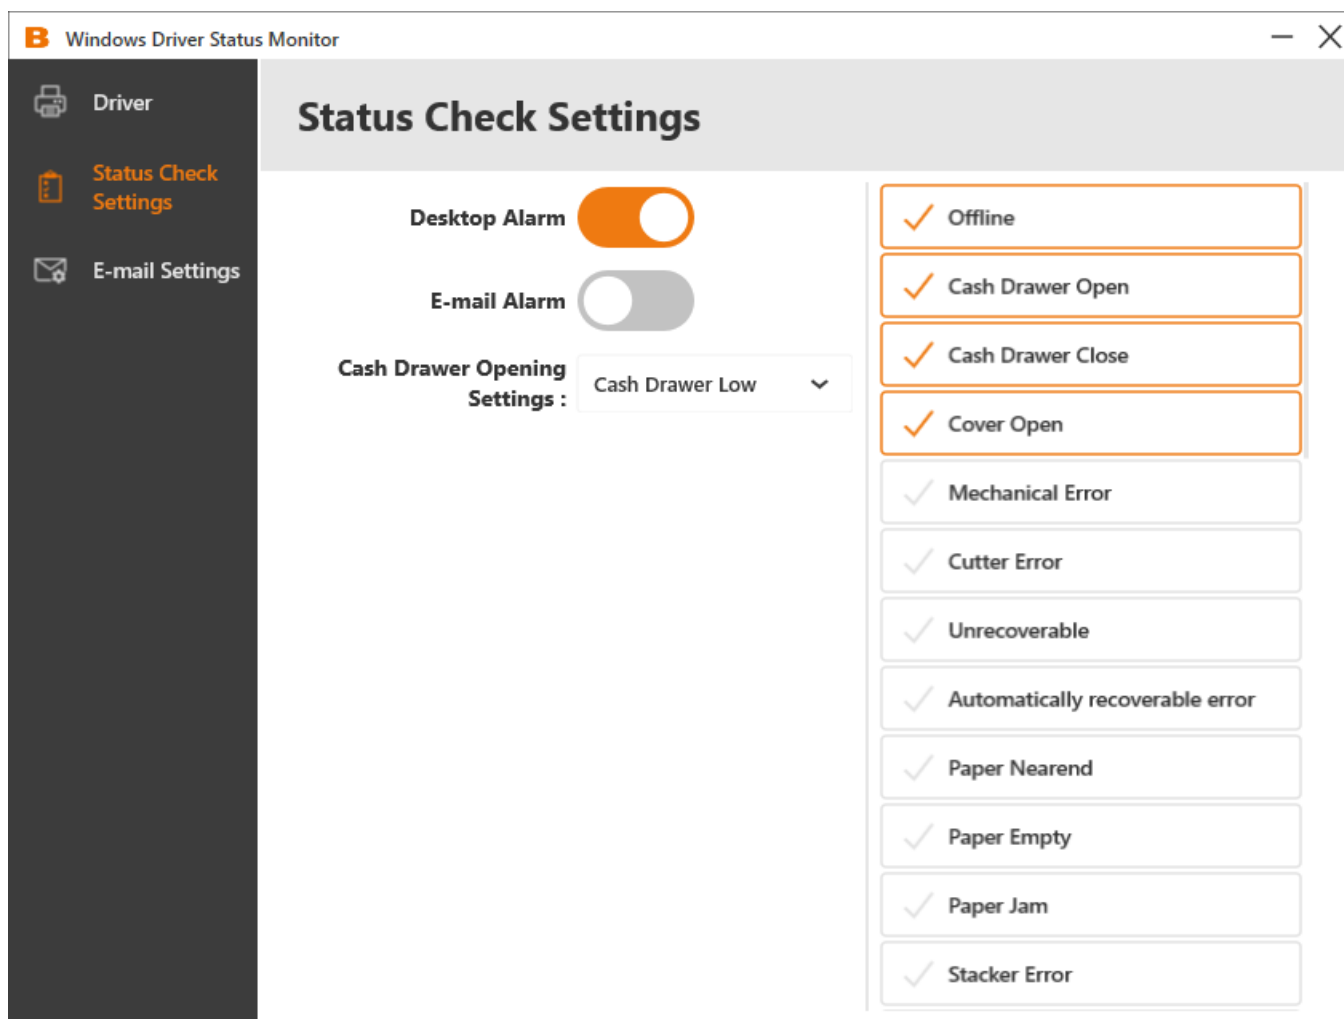 B Windows Driver Status Monitor
Driver
Status Check
Settings
E-mail Settings
Status Check Settings
Desktop Alarm
E-mail Alarm
Cash Drawer Opening
Settings :
Cash Drawer Low
Offline
Cash Drawer Open
Cash Drawer Close
Cover Open
Mechanical Error
Cutter Error
Unrecoverable
Automatically recoverable error
Paper Nearend
Paper Empty
Paper Jam
Stacker Error